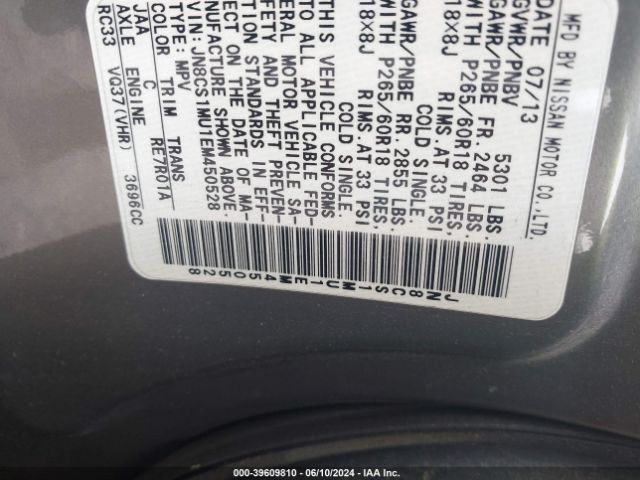 MFD BY NISSAN MOTOR CO.,LTD.
DATE 07/13
GVWR/PNBV 5301 LBS.
GAWR/PNBE FR. 2464 LBS.
WITH P265/60R18 TIRES,
18X8J RIMS.AT 33 PSI
COLD SINGLE.
GAWR/PNBE RR. 2855 LBS.
WITH P265/60R18 TIRES,
18X8J RIMS.AT 33 PSI
COLD SINGLE.
THIS VEHICLE CONFORMS
TO ALL APPLICABLE FED-
ERAL MOTOR VEHICLE SA-
FETY AND THEFT PREVEN-
TION STANDARDS IN EFF-
ECT ON THE DATE OF MA-
NUFACTURE SHOWN ABOVE.
VIN: JN8CS1MU1EM450528
TYPE: MPV
COLOR TRIM TRANS
JAA C RE7R01A
AXLE ENGINE
RC33 VQ37(VHR) 3696CC
JN8CS1MU1EM450528
000-39609810 - 06/10/2024 - IAA Inc.